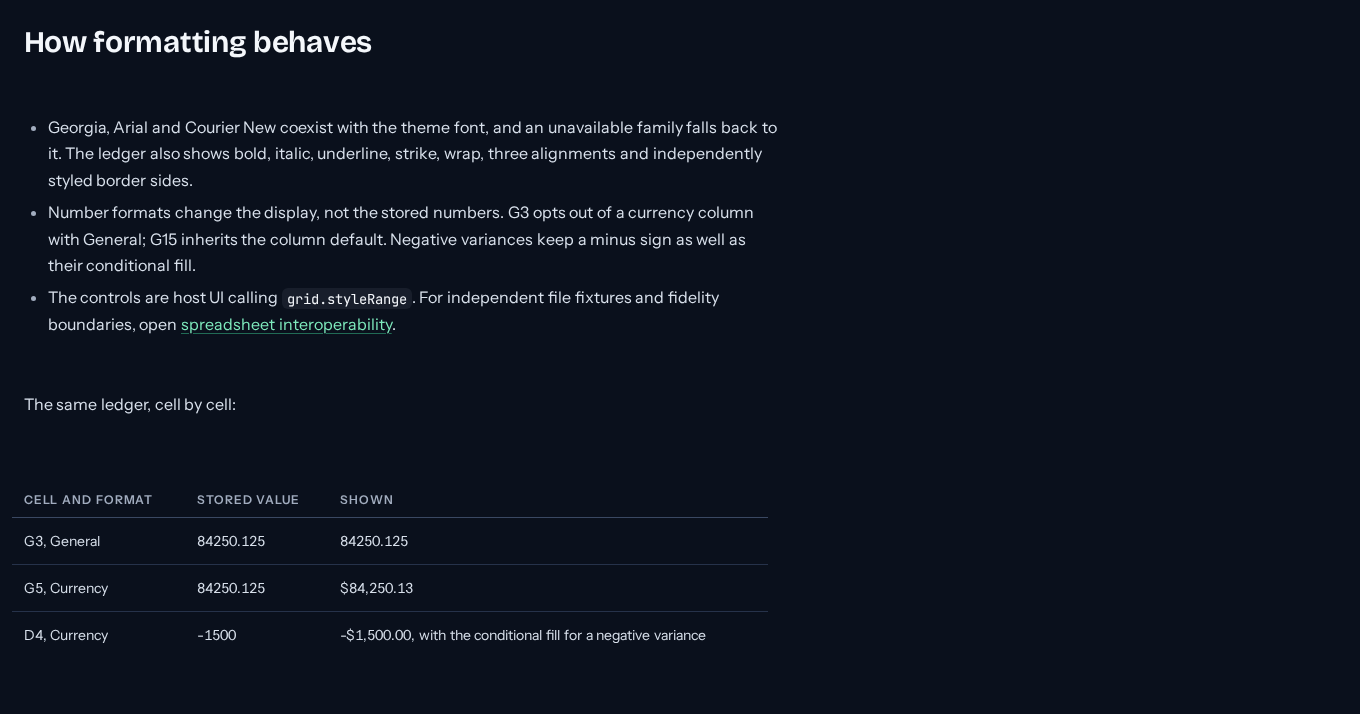 How formatting behaves
Georgia, Arial and Courier New coexist with the theme font, and an unavailable family falls back to
it. The ledger also shows bold, italic, underline, strike, wrap, three alignments and independently
styled border sides.
Number formats change the display, not the stored numbers. G3 opts out of a currency column
with General; G15 inherits the column default. Negative variances keep a minus sign as well as
their conditional fill.
The controls are host UI calling grid.styleRange. For independent file fixtures and fidelity
boundaries, open spreadsheet interoperability.
The same ledger, cell by cell:
CELL AND FORMAT STORED VALUE SHOWN
G3, General 84250.125 84250.125
G5, Currency 84250.125 $84,250.13
D4, Currency -1500 -$1,500.00, with the conditional fill for a negative variance